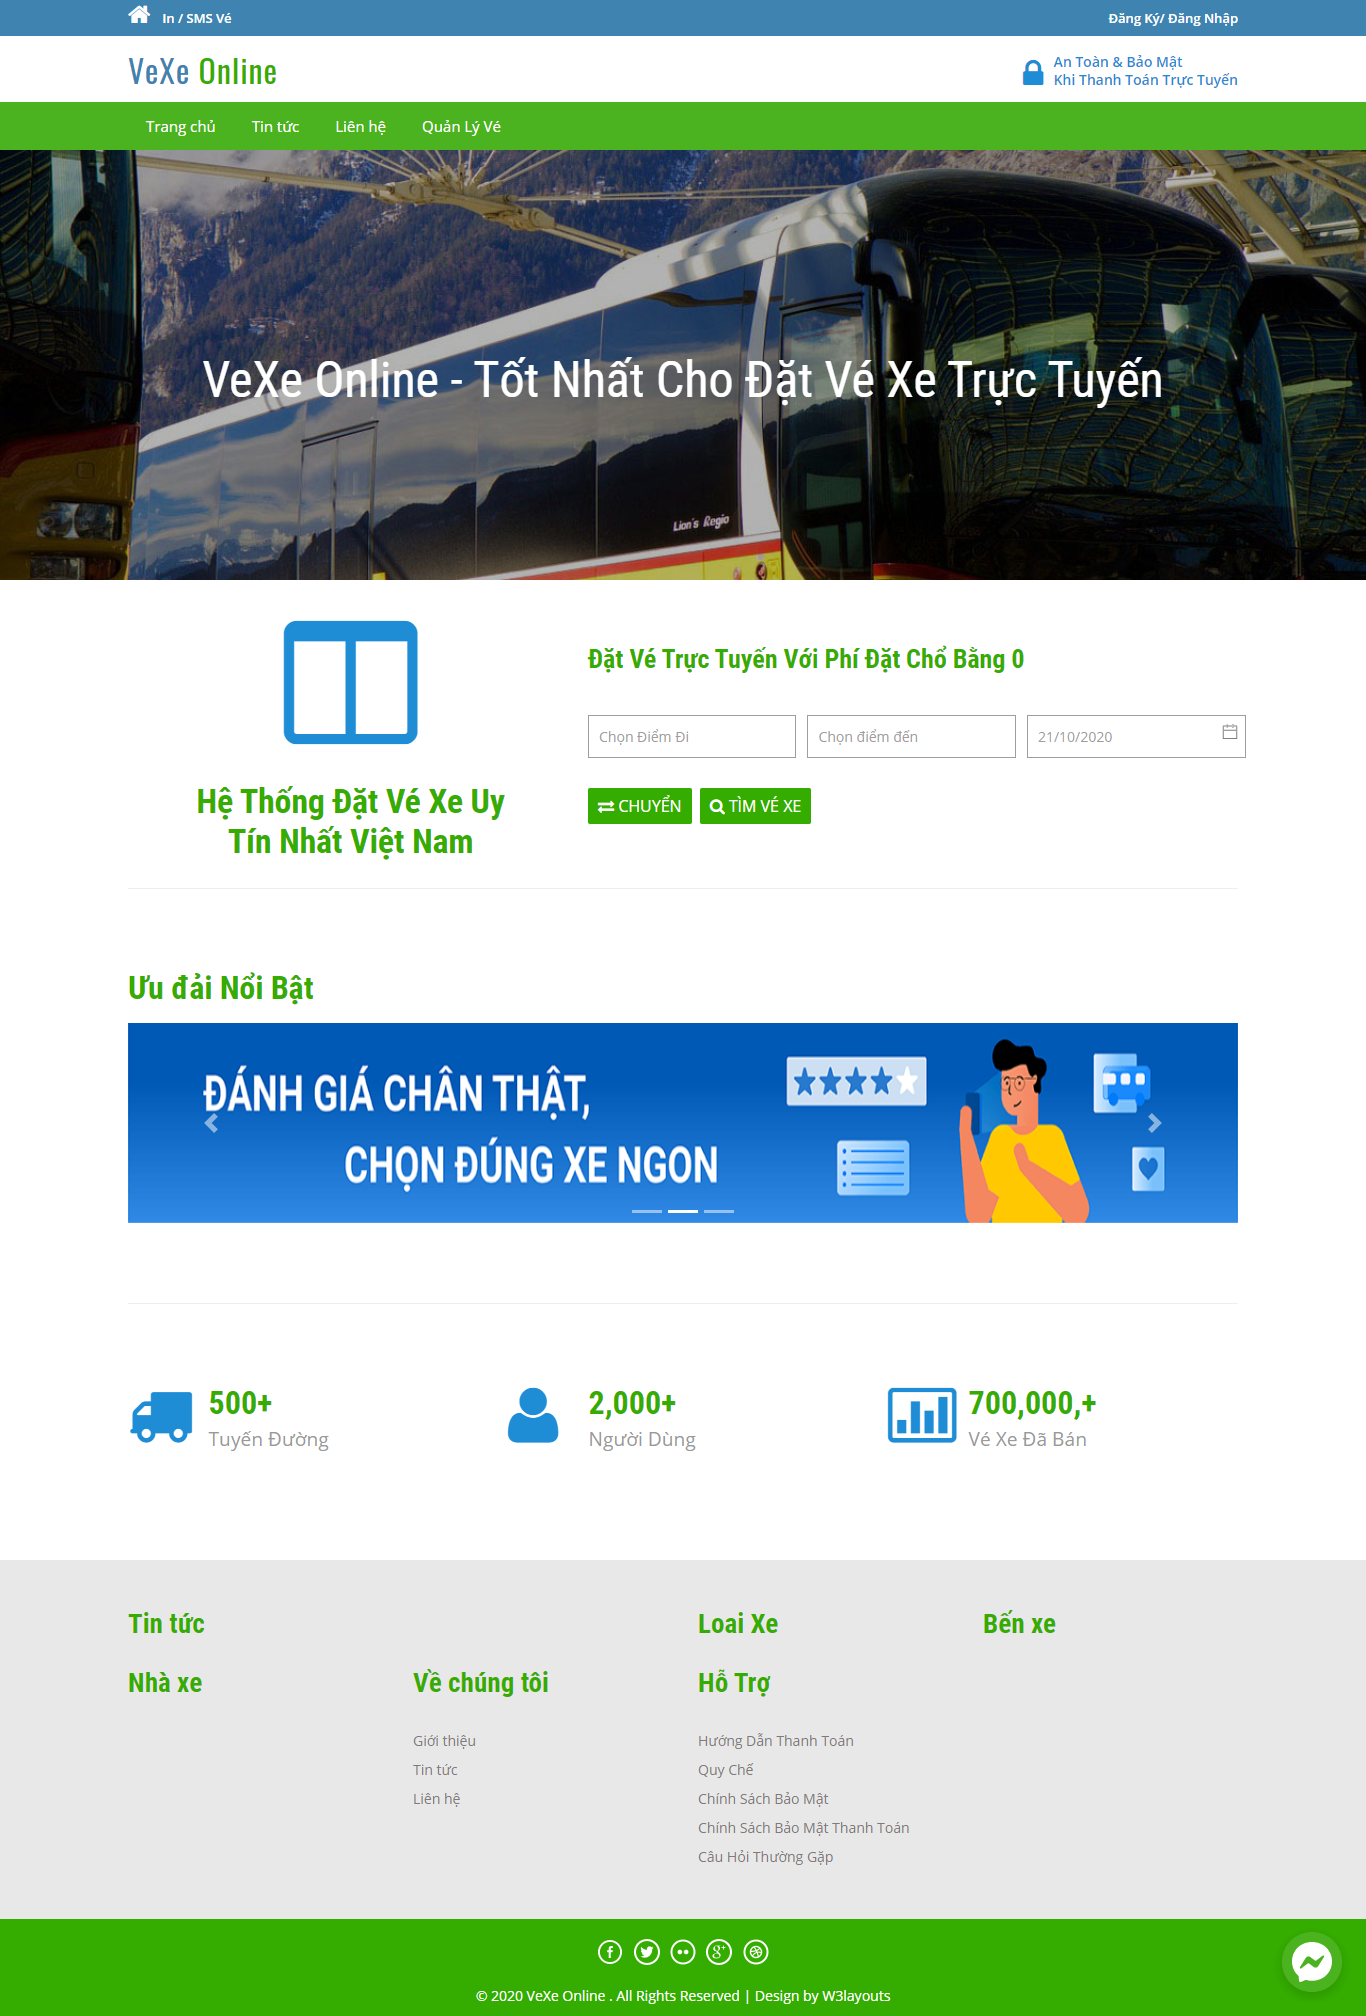 In / SMS Vé
Đăng Ký/ Đăng Nhập
VeXe Online
An Toàn & Bảo Mật
Khi Thanh Toán Trực Tuyến
Trang chủ
Tin tức
Liên hệ
Quản Lý Vé
VeXe Online - Tốt Nhất Cho Đặt Vé Xe Trực Tuyến
Lion's Regio
Hệ Thống Đặt Vé Xe Uy
Tín Nhất Việt Nam
Đặt Vé Trực Tuyến Với Phí Đặt Chổ Bằng 0
Chọn Điểm Đi
Chọn điểm đến
21/10/2020
CHUYỂN
TÌM VÉ XE
Ưu đải Nổi Bật
ĐÁNH GIÁ CHÂN THẬT,
CHỌN ĐÚNG XE NGON
500+
Tuyến Đường
2,000+
Người Dùng
700,000,+
Vé Xe Đã Bán
Tin tức
Loai Xe
Bến xe
Nhà xe
Về chúng tôi
Giới thiệu
Tin tức
Liên hệ
Hỗ Trợ
Hướng Dẫn Thanh Toán
Quy Chế
Chính Sách Bảo Mật
Chính Sách Bảo Mật Thanh Toán
Câu Hỏi Thường Gặp
© 2020 VeXe Online . All Rights Reserved | Design by W3layouts